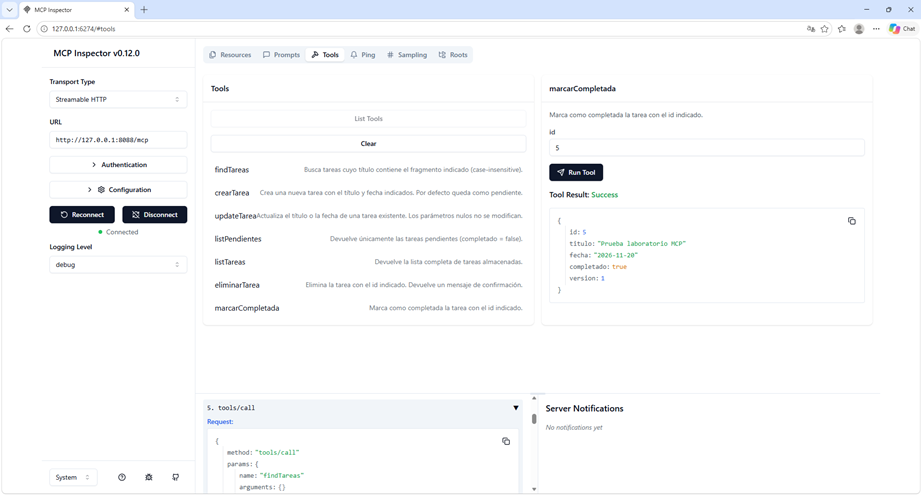 MCP Inspector
127.0.0.1:6274/#tools
Chat
MCP Inspector v0.12.0
Transport Type
Streamable HTTP
URL
http://127.0.0.1:8088/mcp
Authentication
Configuration
Reconnect
Disconnect
Connected
Logging Level
debug
System
Resources
Prompts
Tools
Ping
Sampling
Roots
Tools
List Tools
Clear
findTareas
Busca tareas cuyo título contiene el fragmento indicado (case-insensitive).
crearTarea
Crea una nueva tarea con el título y fecha indicados. Por defecto queda como pendiente.
updateTarea
Actualiza el título o la fecha de una tarea existente. Los parámetros nulos no se modifican.
listPendientes
Devuelve únicamente las tareas pendientes (completado = false).
listTareas
Devuelve la lista completa de tareas almacenadas.
eliminarTarea
Elimina la tarea con el id indicado. Devuelve un mensaje de confirmación.
marcarCompletada
Marca como completada la tarea con el id indicado.
marcarCompletada
Marca como completada la tarea con el id indicado.
id
5
Run Tool
Tool Result: Success
{
id: 5
titulo: "Prueba laboratorio MCP"
fecha: "2026-11-20"
completado: true
version: 1
}
5. tools/call
Request:
{
method: "tools/call"
params: {
name: "findTareas"
arguments: {}
Server Notifications
No notifications yet